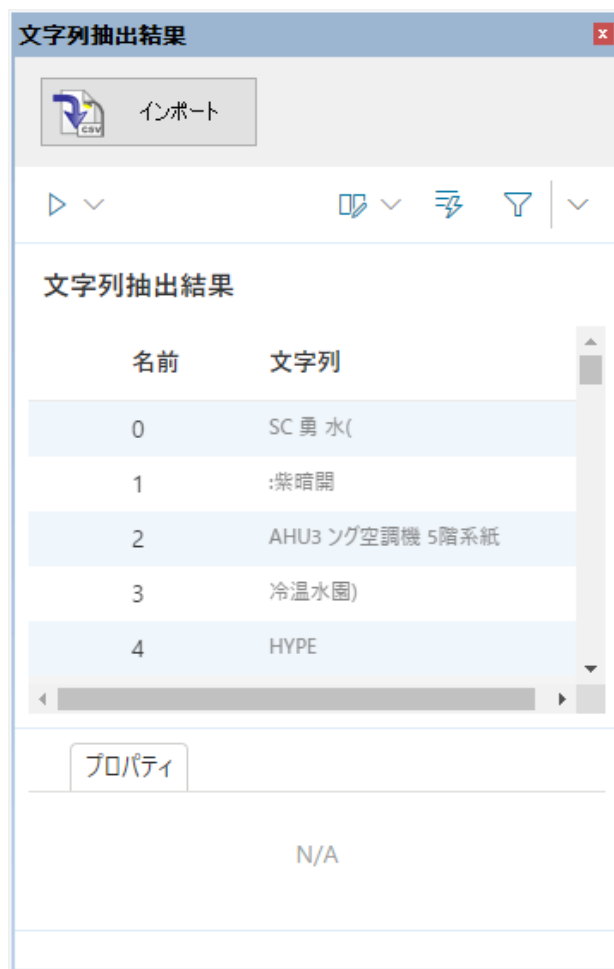 文字列抽出結果
インポート
CSV
文字列抽出結果
名前 文字列
0 SC 勇 水(
1 :紫暗開
2 AHU3 ング空調機 5階系紙
3 冷温水園)
4 HYPE
プロパティ
N/A